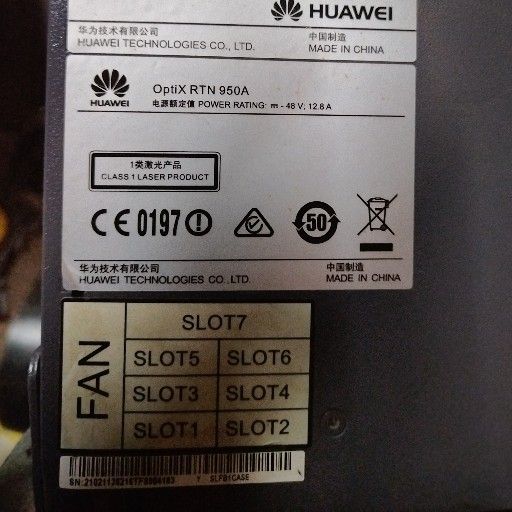 HUAWEI
华为技术有限公司 中国制造
HUAWEI TECHNOLOGIES CO., LTD. MADE IN CHINA
HUAWEI OptiX RTN 950A
电源额定值 POWER RATING: ⎓ - 48 V; 12.8 A
1类激光产品
CLASS 1 LASER PRODUCT
CE0197! 50
华为技术有限公司 中国制造
HUAWEI TECHNOLOGIES CO., LTD. MADE IN CHINA
FAN
SLOT7
SLOT5 SLOT6
SLOT3 SLOT4
SLOT1 SLOT2
Y SLFB1CASE